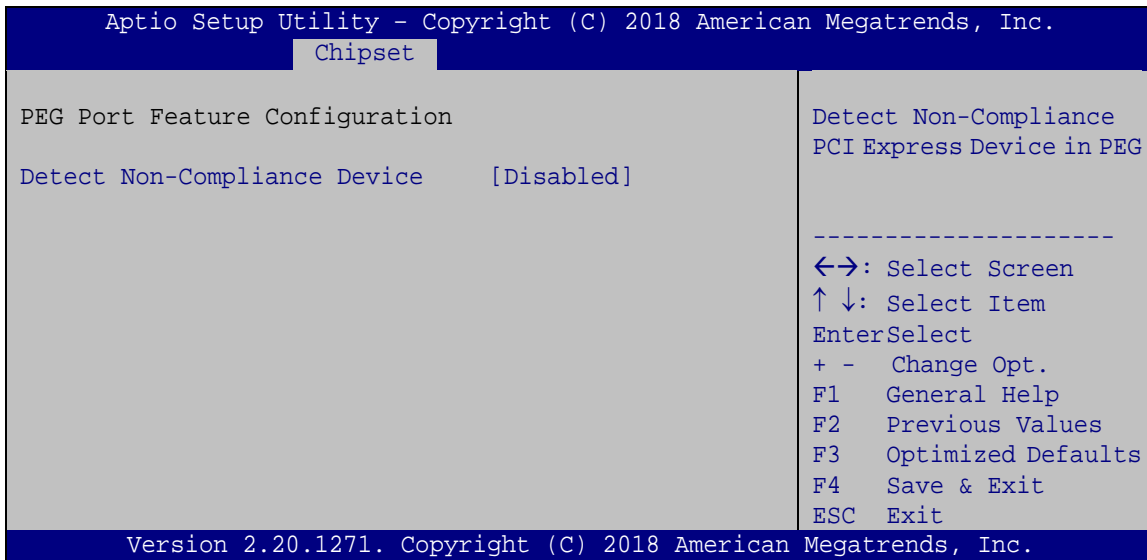 Aptio Setup Utility – Copyright (C) 2018 American Megatrends, Inc.
Chipset
PEG Port Feature Configuration
Detect Non-Compliance Device [Disabled]
Detect Non-Compliance
PCI Express Device in PEG
---------------------
←→: Select Screen
↑ ↓: Select Item
EnterSelect
+ - Change Opt.
F1 General Help
F2 Previous Values
F3 Optimized Defaults
F4 Save & Exit
ESC Exit
Version 2.20.1271. Copyright (C) 2018 American Megatrends, Inc.